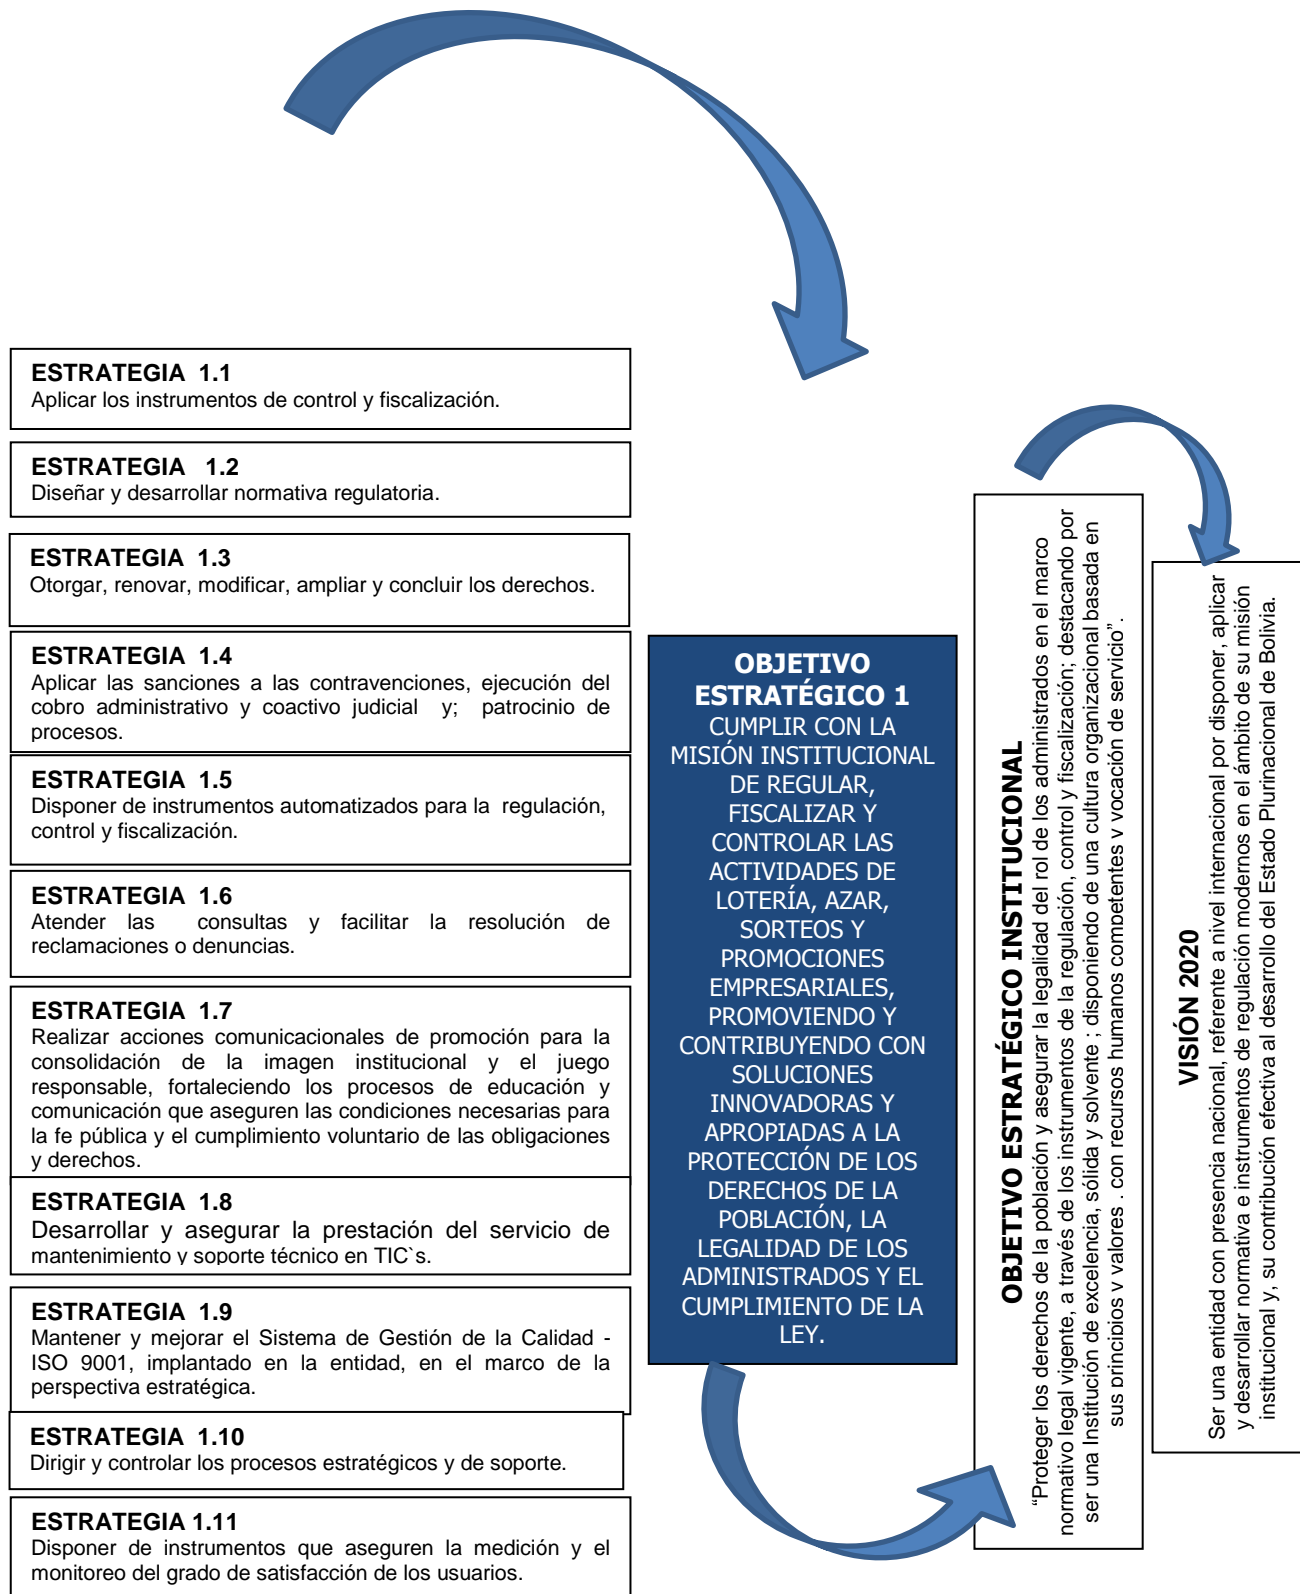 ESTRATEGIA 1.1
Aplicar los instrumentos de control y fiscalización.
ESTRATEGIA 1.2
Diseñar y desarrollar normativa regulatoria.
ESTRATEGIA 1.3
Otorgar, renovar, modificar, ampliar y concluir los derechos.
ESTRATEGIA 1.4
Aplicar las sanciones a las contravenciones, ejecución del
cobro administrativo y coactivo judicial y; patrocinio de
procesos.
ESTRATEGIA 1.5
Disponer de instrumentos automatizados para la regulación,
control y fiscalización.
ESTRATEGIA 1.6
Atender las consultas y facilitar la resolución de
reclamaciones o denuncias.
ESTRATEGIA 1.7
Realizar acciones comunicacionales de promoción para la
consolidación de la imagen institucional y el juego
responsable, fortaleciendo los procesos de educación y
comunicación que aseguren las condiciones necesarias para
la fe pública y el cumplimiento voluntario de las obligaciones
y derechos.
ESTRATEGIA 1.8
Desarrollar y asegurar la prestación del servicio de
mantenimiento y soporte técnico en TIC`s.
ESTRATEGIA 1.9
Mantener y mejorar el Sistema de Gestión de la Calidad -
ISO 9001, implantado en la entidad, en el marco de la
perspectiva estratégica.
ESTRATEGIA 1.10
Dirigir y controlar los procesos estratégicos y de soporte.
ESTRATEGIA 1.11
Disponer de instrumentos que aseguren la medición y el
monitoreo del grado de satisfacción de los usuarios.
OBJETIVO
ESTRATÉGICO 1
CUMPLIR CON LA
MISIÓN INSTITUCIONAL
DE REGULAR,
FISCALIZAR Y
CONTROLAR LAS
ACTIVIDADES DE
LOTERÍA, AZAR,
SORTEOS Y
PROMOCIONES
EMPRESARIALES,
PROMOVIENDO Y
CONTRIBUYENDO CON
SOLUCIONES
INNOVADORAS Y
APROPIADAS A LA
PROTECCIÓN DE LOS
DERECHOS DE LA
POBLACIÓN, LA
LEGALIDAD DE LOS
ADMINISTRADOS Y EL
CUMPLIMIENTO DE LA
LEY.
OBJETIVO ESTRATÉGICO INSTITUCIONAL
“Proteger los derechos de la población y asegurar la legalidad del rol de los administrados en el marco
normativo legal vigente, a través de los instrumentos de la regulación, control y fiscalización; destacando por
ser una Institución de excelencia, sólida y solvente ; disponiendo de una cultura organizacional basada en
sus principios y valores . con recursos humanos competentes y vocación de servicio”.
VISIÓN 2020
Ser una entidad con presencia nacional, referente a nivel internacional por disponer, aplicar
y desarrollar normativa e instrumentos de regulación modernos en el ámbito de su misión
institucional y, su contribución efectiva al desarrollo del Estado Plurinacional de Bolivia.